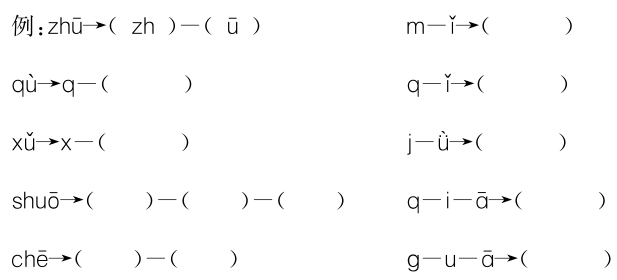 例:zhū→( zh )—( ū )    m—ǐ→(    )
qù→q—(    )    q—ǐ→(    )
xǔ→x—(    )    j—ǜ→(    )
shuō→(    )—(    )—(    )    q—i—ā→(    )
chē→(    )—(    )    g—u—ā→(    )